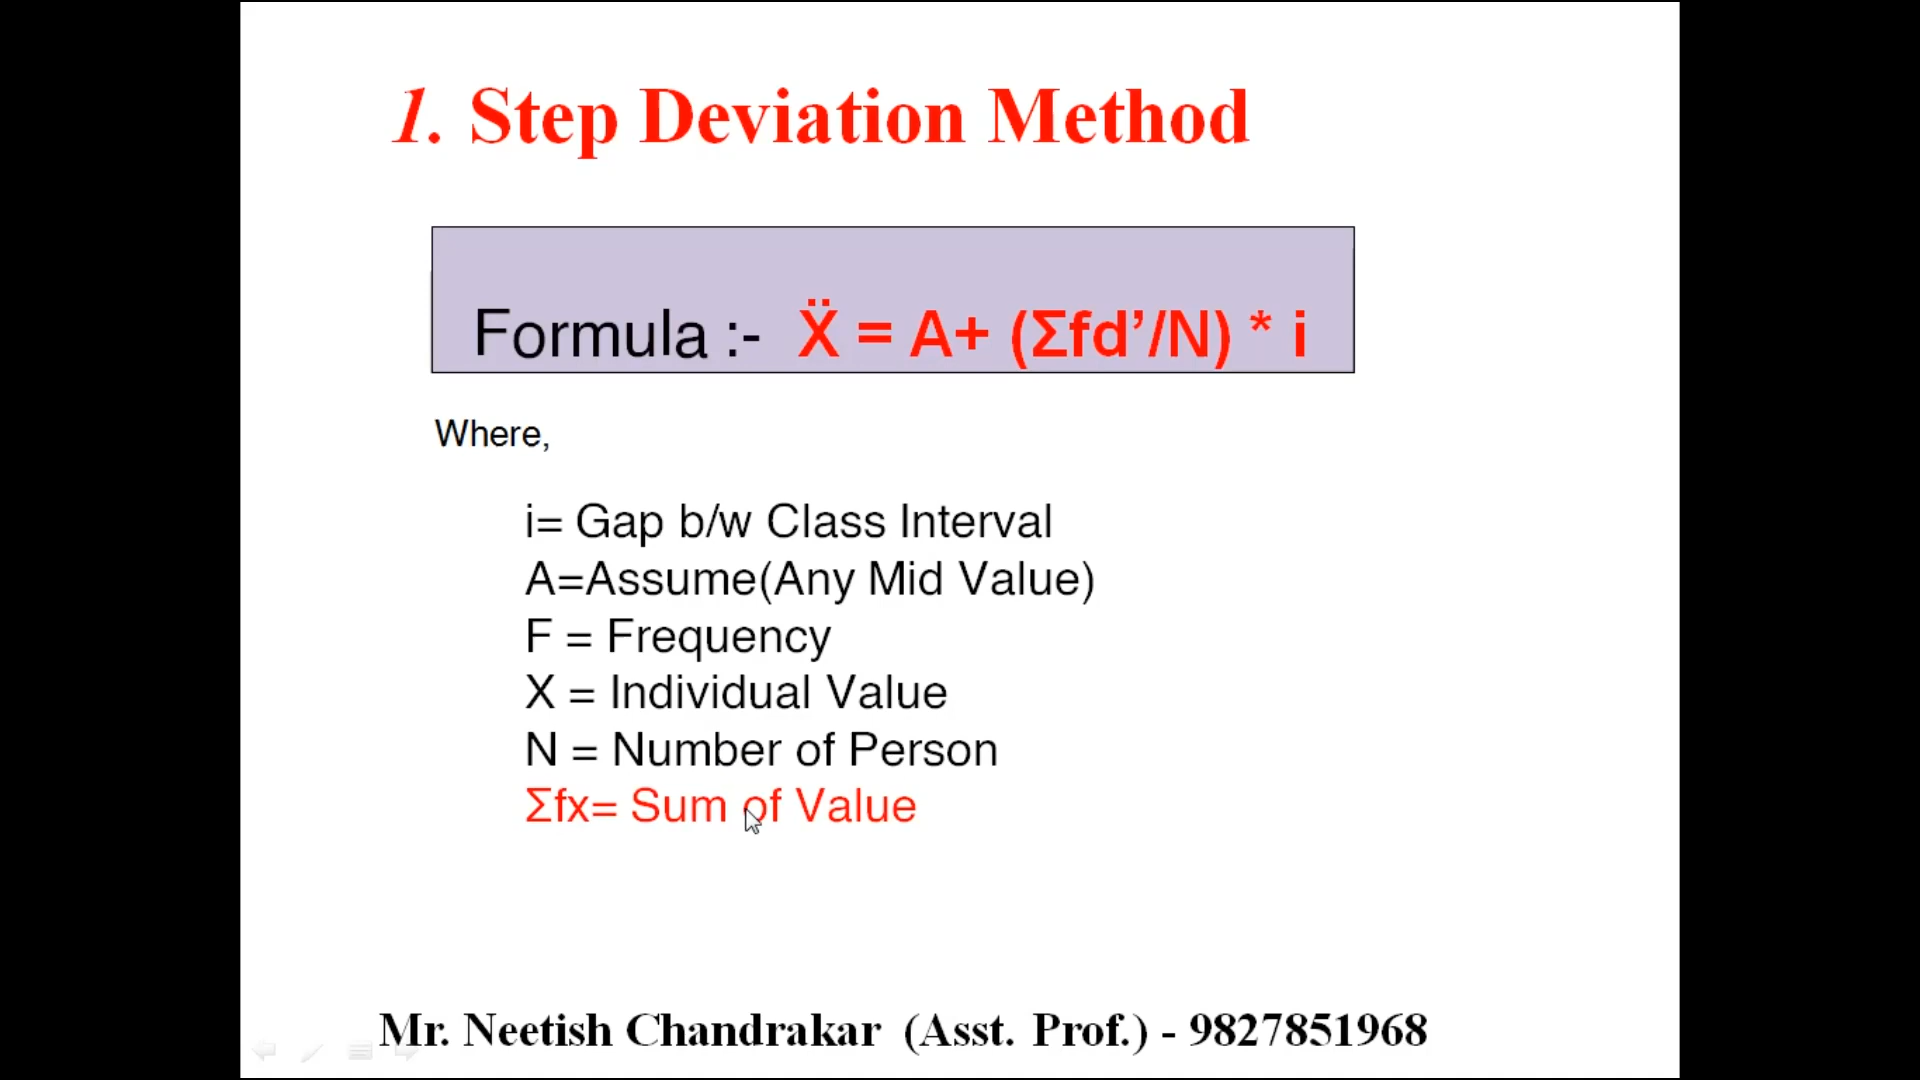 1. Step Deviation Method
Formula :- Ẍ = A+ (Σfd’/N) * i
Where,
i= Gap b/w Class Interval
A=Assume(Any Mid Value)
F = Frequency
X = Individual Value
N = Number of Person
Σfx= Sum of Value
Mr. Neetish Chandrakar (Asst. Prof.) - 9827851968